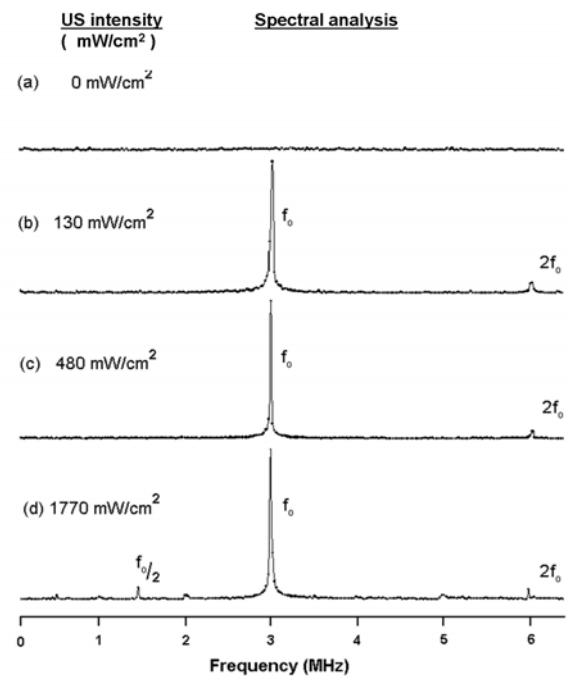 US intensity Spectral analysis
( mW/cm²)
(a) 0 mW/cm²
(b) 130 mW/cm²
f₀
2f₀
(c) 480 mW/cm²
f₀
2f₀
(d) 1770 mW/cm²
f₀
f₀/2
2f₀
0 1 2 3 4 5 6
Frequency (MHz)